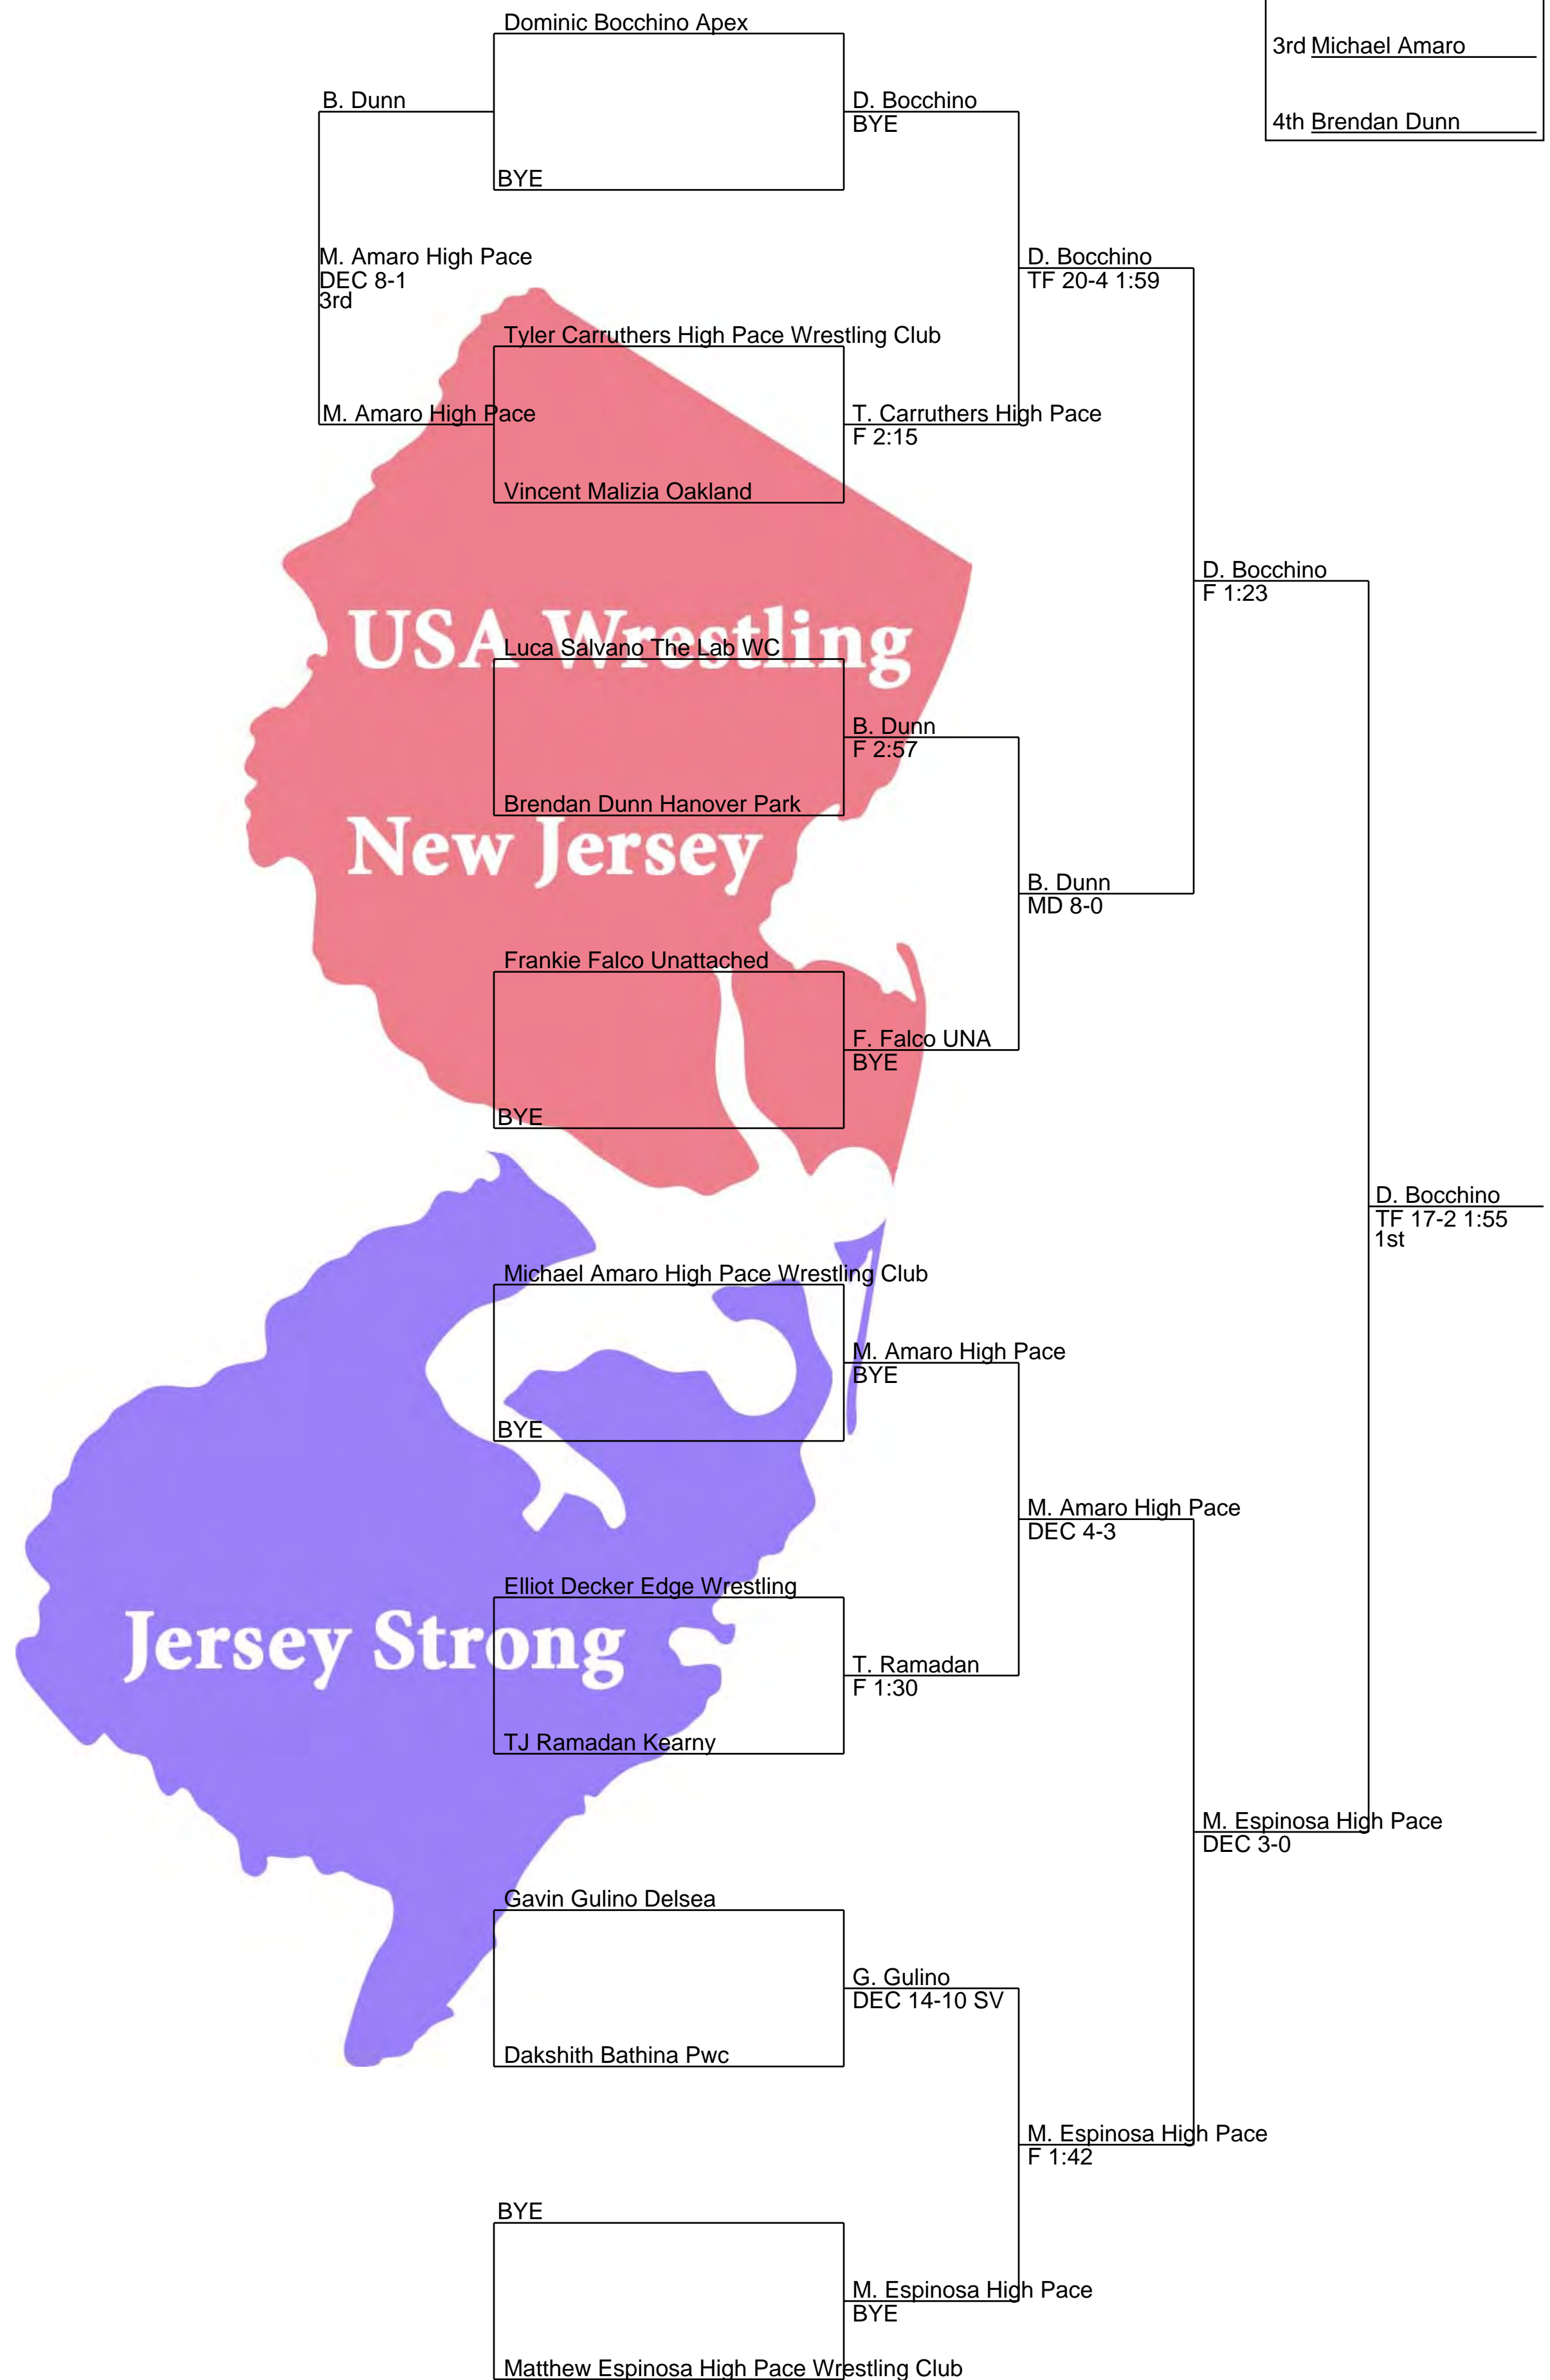 Dominic Bocchino Apex
3rd Michael Amaro
B. Dunn
D. Bocchino
BYE
4th Brendan Dunn
BYE
M. Amaro High Pace
DEC 8-1
3rd
D. Bocchino
TF 20-4 1:59
Tyler Carruthers High Pace Wrestling Club
M. Amaro High Pace
T. Carruthers High Pace
F 2:15
Vincent Malizia Oakland
D. Bocchino
F 1:23
USA Wrestling
Luca Salvano The Lab WC
B. Dunn
F 2:57
Brendan Dunn Hanover Park
New Jersey
B. Dunn
MD 8-0
Frankie Falco Unattached
F. Falco UNA
BYE
BYE
D. Bocchino
TF 17-2 1:55
1st
Michael Amaro High Pace Wrestling Club
M. Amaro High Pace
BYE
BYE
M. Amaro High Pace
DEC 4-3
Elliot Decker Edge Wrestling
Jersey Strong
T. Ramadan
F 1:30
TJ Ramadan Kearny
M. Espinosa High Pace
DEC 3-0
Gavin Gulino Delsea
G. Gulino
DEC 14-10 SV
Dakshith Bathina Pwc
M. Espinosa High Pace
F 1:42
BYE
M. Espinosa High Pace
BYE
Matthew Espinosa High Pace Wrestling Club